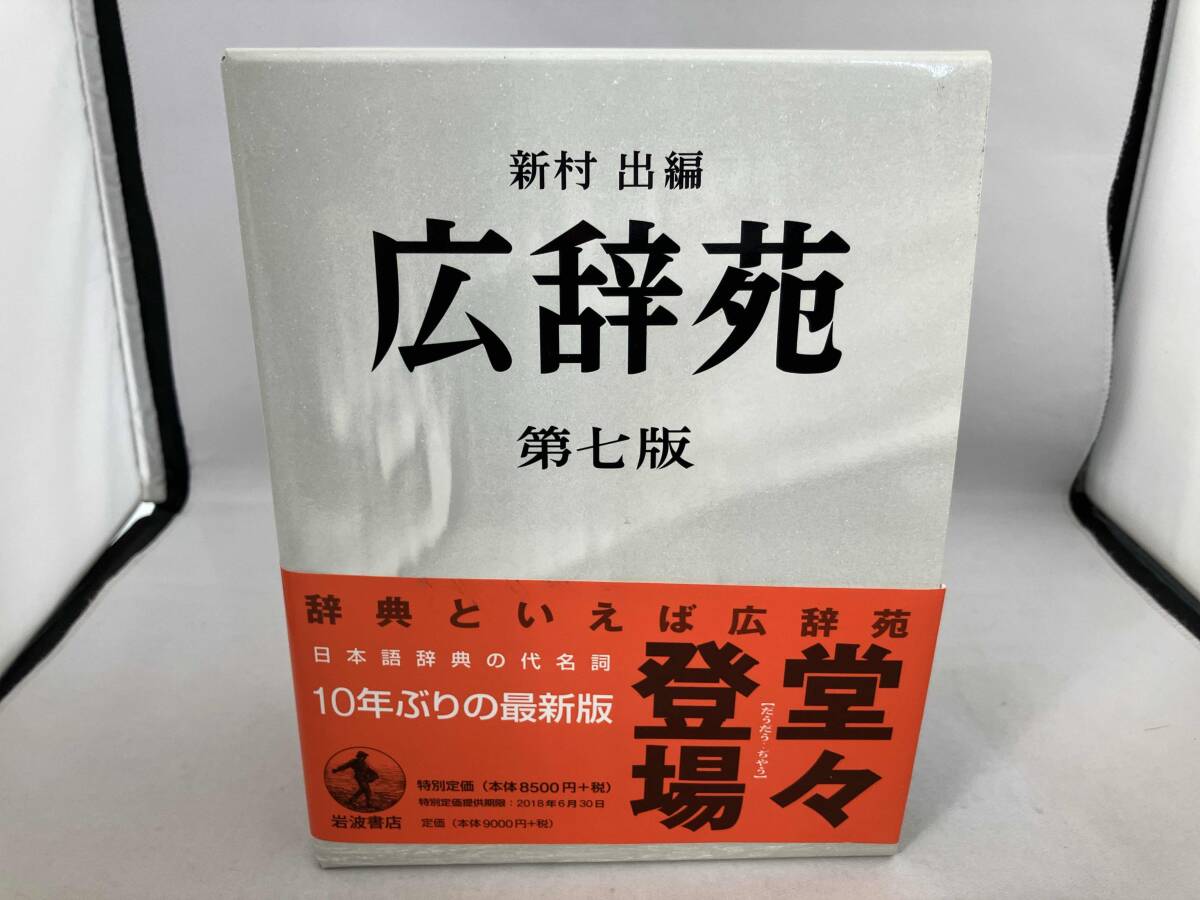 新村 出編
広辞苑
第七版
辞典といえば広辞苑
堂々
登場
【だうだう‥ぢやう】
日本語辞典の代名詞
10年ぶりの最新版
特別定価（本体8500円+税）
特別定価提供期限：2018年6月30日
定価（本体9000円+税）
岩波書店